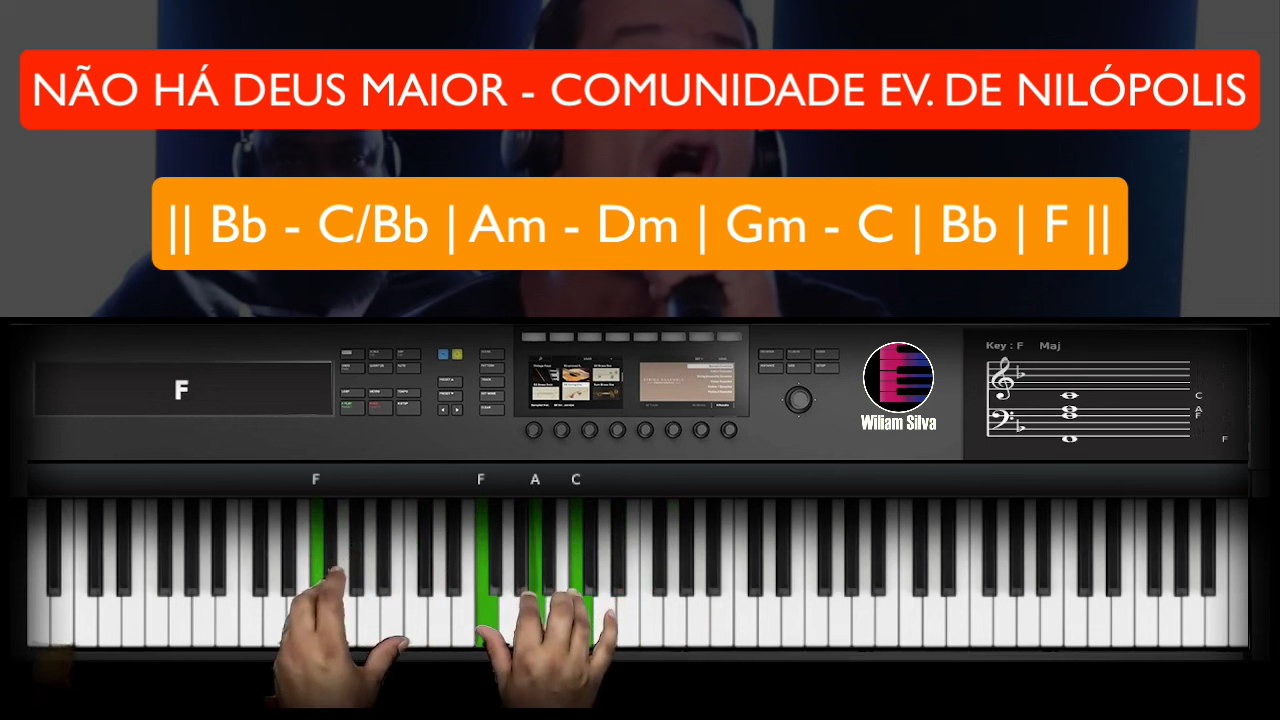 NÃO HÁ DEUS MAIOR - COMUNIDADE EV. DE NILÓPOLIS
|| Bb - C/Bb | Am - Dm | Gm - C | Bb | F ||
Key : F Maj
F
C
A
F
F
Wiliam Silva
F F A C